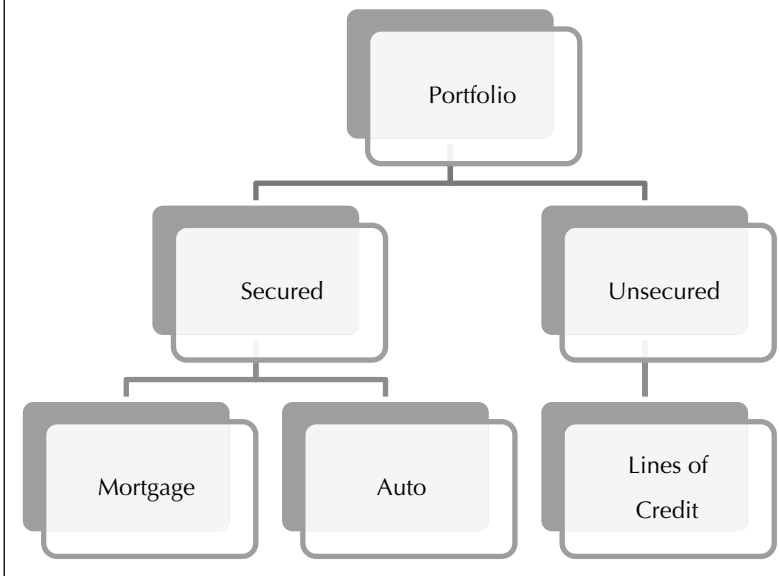 Portfolio
Secured
Unsecured
Mortgage
Auto
Lines of
Credit